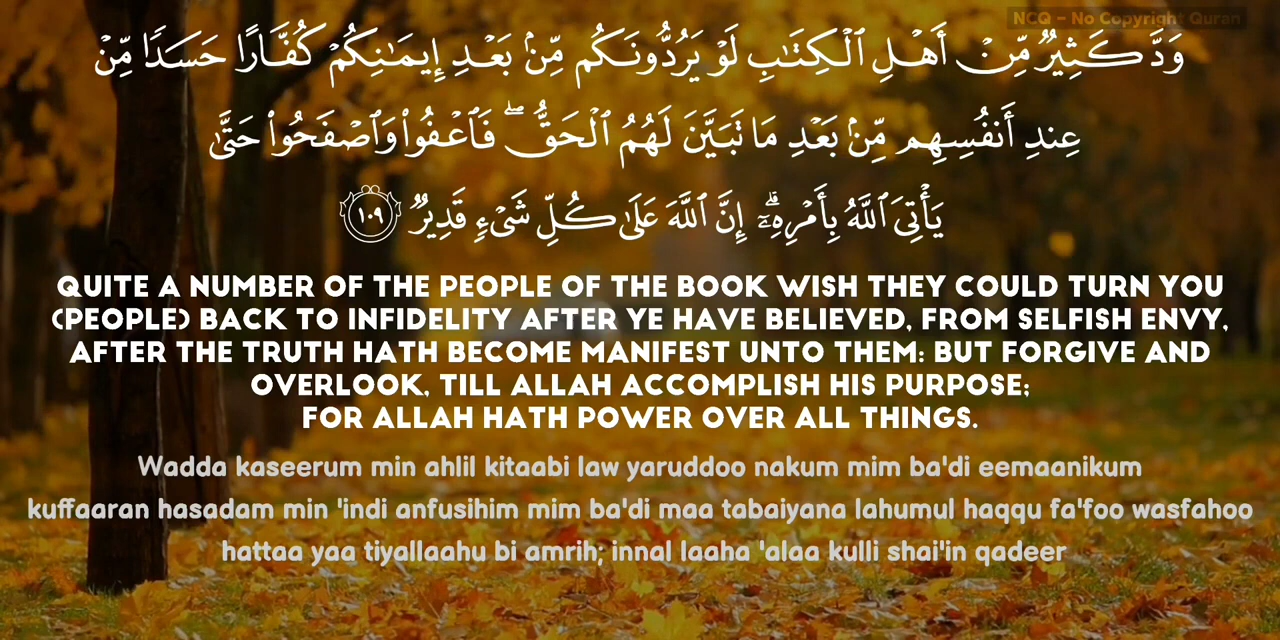 NCQ - No Copyright Quran
وَدَّ كَثِيرٌ مِّنْ أَهْلِ ٱلْكِتَٰبِ لَوْ يَرُدُّونَكُم مِّنۢ بَعْدِ إِيمَٰنِكُمْ كُفَّارًا حَسَدًا مِّنْ
عِندِ أَنفُسِهِم مِّنۢ بَعْدِ مَا تَبَيَّنَ لَهُمُ ٱلْحَقُّ ۖ فَٱعْفُوا۟ وَٱصْفَحُوا۟ حَتَّىٰ
يَأْتِىَ ٱللَّهُ بِأَمْرِهِۦٓ ۗ إِنَّ ٱللَّهَ عَلَىٰ كُلِّ شَىْءٍ قَدِيرٌ ١٠٩
QUITE A NUMBER OF THE PEOPLE OF THE BOOK WISH THEY COULD TURN YOU
(PEOPLE) BACK TO INFIDELITY AFTER YE HAVE BELIEVED, FROM SELFISH ENVY,
AFTER THE TRUTH HATH BECOME MANIFEST UNTO THEM: BUT FORGIVE AND
OVERLOOK, TILL ALLAH ACCOMPLISH HIS PURPOSE;
FOR ALLAH HATH POWER OVER ALL THINGS.
Wadda kaseerum min ahlil kitaabi law yaruddoo nakum mim ba'di eemaanikum
kuffaaran hasadam min 'indi anfusihim mim ba'di maa tabaiyana lahumul haqqu fa'foo wasfahoo
hattaa yaa tiyallaahu bi amrih; innal laaha 'alaa kulli shai'in qadeer